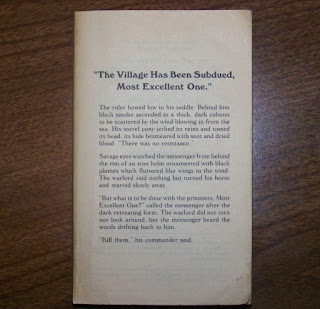 "The Village Has Been Subdued,
Most Excellent One."
The rider bowed low in his saddle. Behind him
black smoke ascended in a thick, dark column
to be scattered by the wind blowing in from the
sea. His sorrel pony jerked its reins and tossed
its head, its hide besmeared with soot and dried
blood. "There was no resistance."
Savage eyes watched the messenger from behind
the rim of an iron helm ornamented with black
plumes which fluttered like wings in the wind.
The warlord said nothing but turned his horse
and started slowly away.
"But what is to be done with the prisoners, Most
Excellent One?" called the messenger after the
dark retreating form. The warlord did not turn
nor look around, but the messenger heard the
words drifting back to him.
"Kill them," his commander said.